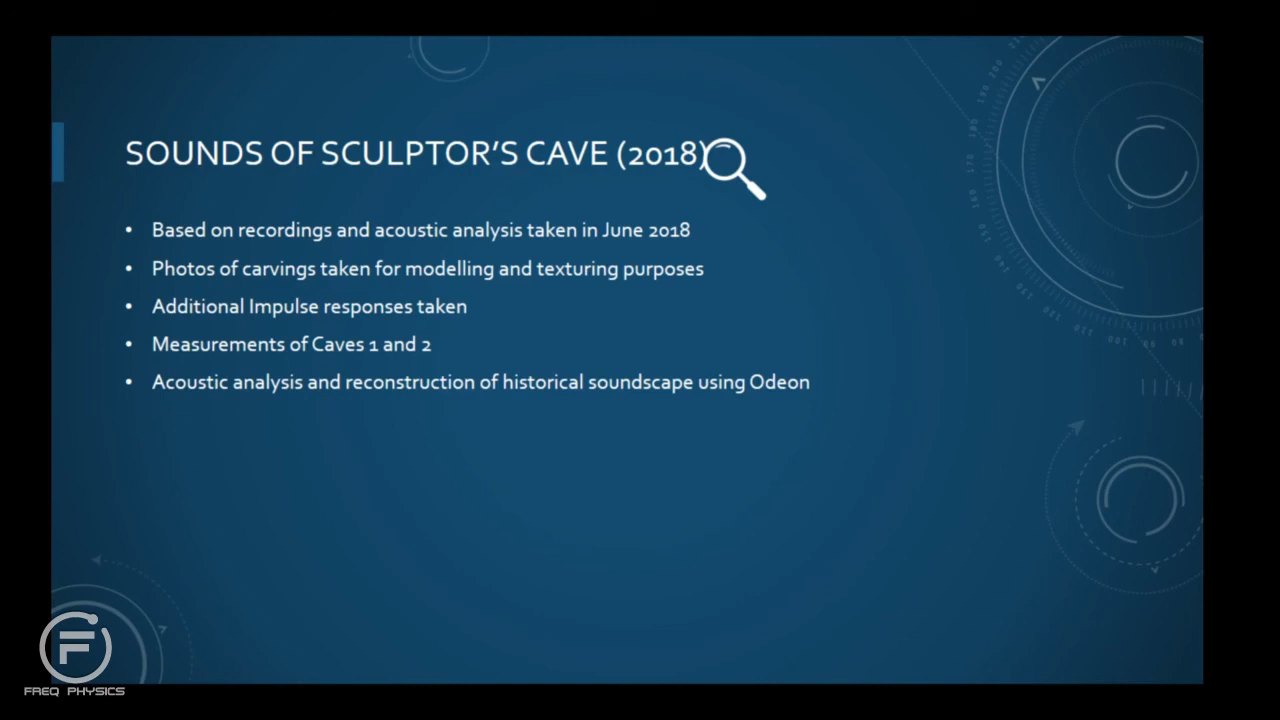 SOUNDS OF SCULPTOR'S CAVE (2018)
• Based on recordings and acoustic analysis taken in June 2018
• Photos of carvings taken for modelling and texturing purposes
• Additional Impulse responses taken
• Measurements of Caves 1 and 2
• Acoustic analysis and reconstruction of historical soundscape using Odeon
F
FREQ PHYSICS